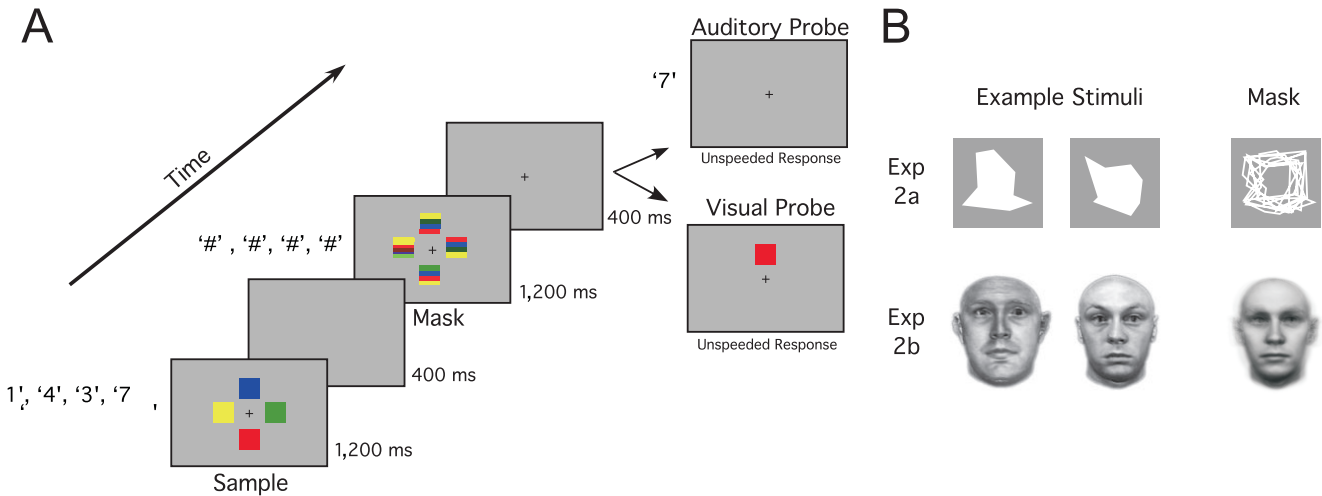 A
Time
1', '4', '3', '7
'
'
Sample
1,200 ms
400 ms
'#' , '#', '#', '#'
Mask
1,200 ms
400 ms
Auditory Probe
'7'
Unspeeded Response
Visual Probe
Unspeeded Response
B
Example Stimuli
Mask
Exp
2a
Exp
2b